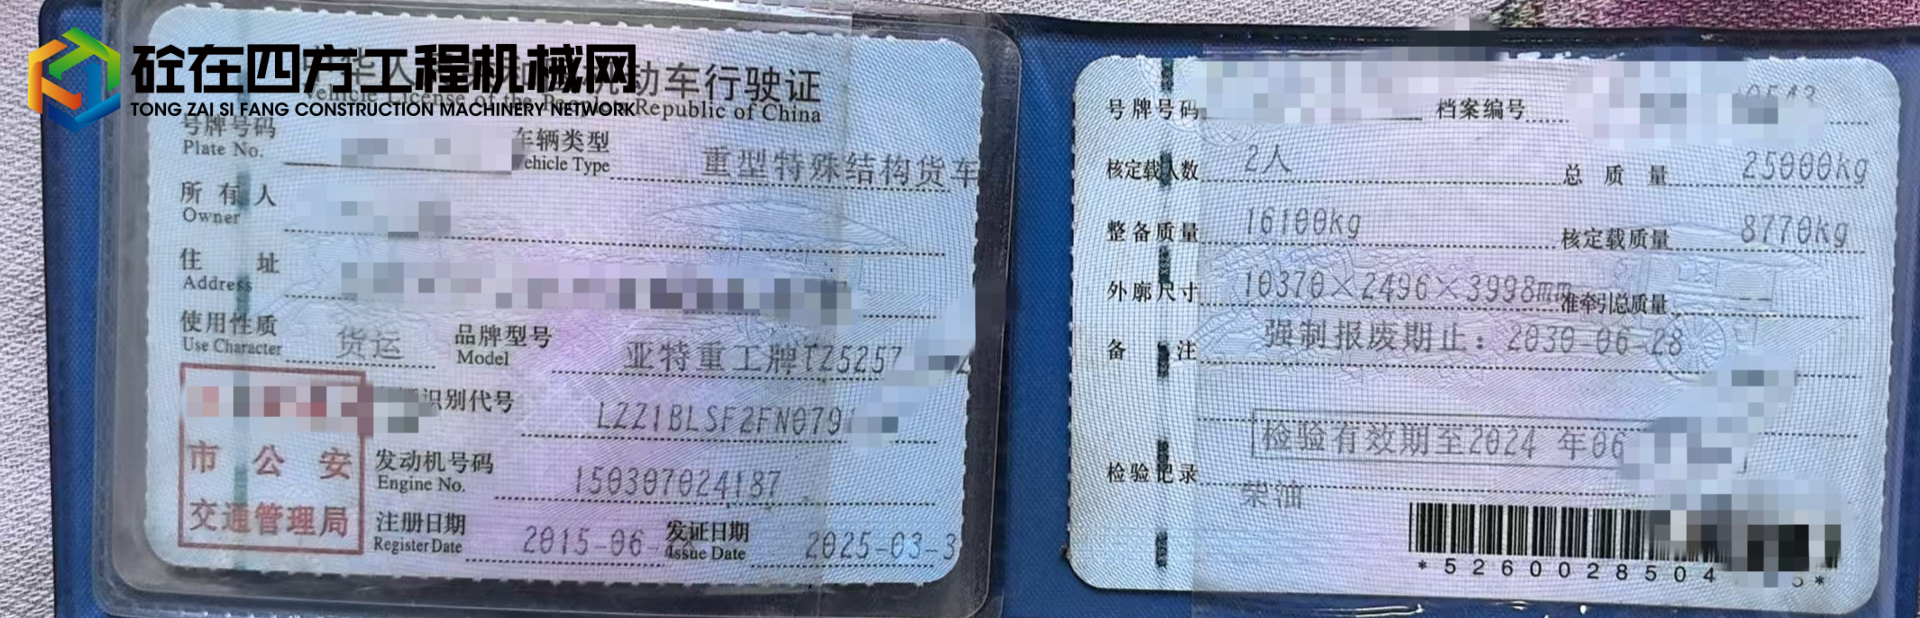 砼在四方工程机械网
TONG ZAI SI FANG CONSTRUCTION MACHINERY NETWORK
动车行驶证
Vehicle License of the People's Republic of China
号牌号码
Plate No.
车辆类型
Vehicle Type
重型特殊结构货车
所有人
Owner
住址
Address
使用性质
Use Character
货运
品牌型号
Model
亚特重工牌TZ5257
识别代号
LZZ1BLSF2FN079
市公安
交通管理局
发动机号码
Engine No.
150307024187
注册日期
Register Date
2015-06-
发证日期
Issue Date
2025-03-3
号牌号码
档案编号
核定载人数
2人
总质量
25000kg
整备质量
16100kg
核定载质量
8770kg
外廓尺寸
10370×2496×3998mm
准牵引总质量
--
备注
强制报废期止：2030-06-28
检验有效期至2024 年06
检验记录
柴油
*5260028504 5*